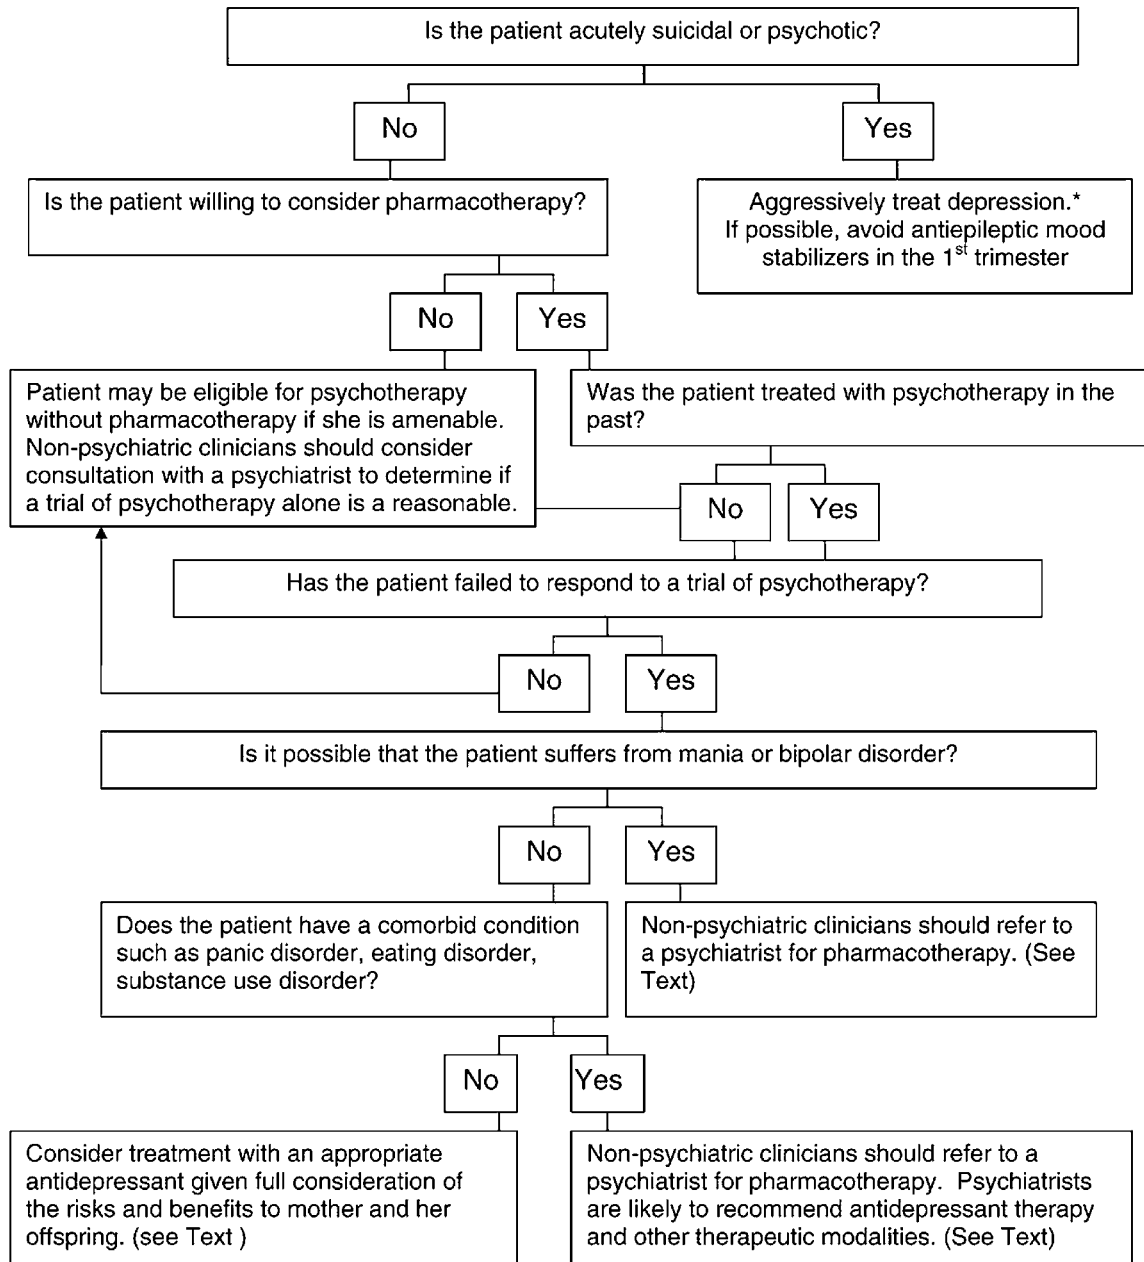 Is the patient acutely suicidal or psychotic?
No
Yes
Is the patient willing to consider pharmacotherapy?
Aggressively treat depression.*
If possible, avoid antiepileptic mood
stabilizers in the 1st trimester
No
Yes
Patient may be eligible for psychotherapy
without pharmacotherapy if she is amenable.
Non-psychiatric clinicians should consider
consultation with a psychiatrist to determine if
a trial of psychotherapy alone is a reasonable.
Was the patient treated with psychotherapy in the
past?
No
Yes
Has the patient failed to respond to a trial of psychotherapy?
No
Yes
Is it possible that the patient suffers from mania or bipolar disorder?
No
Yes
Does the patient have a comorbid condition
such as panic disorder, eating disorder,
substance use disorder?
Non-psychiatric clinicians should refer to
a psychiatrist for pharmacotherapy. (See
Text)
No
Yes
Consider treatment with an appropriate
antidepressant given full consideration of
the risks and benefits to mother and her
offspring. (see Text )
Non-psychiatric clinicians should refer to a
psychiatrist for pharmacotherapy.  Psychiatrists
are likely to recommend antidepressant therapy
and other therapeutic modalities. (See Text)